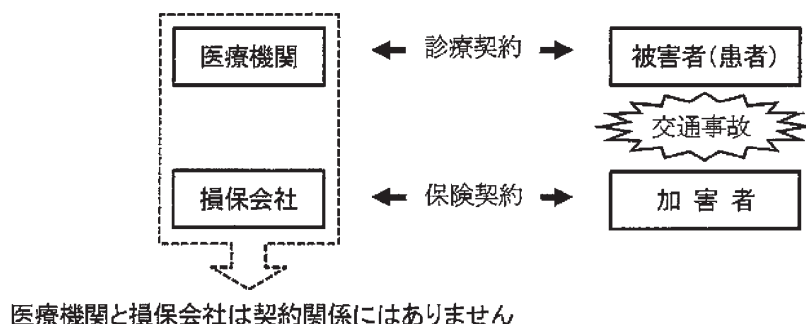 医療機関 診療契約 被害者(患者)
交通事故
損保会社 保険契約 加害者
医療機関と損保会社は契約関係にはありません